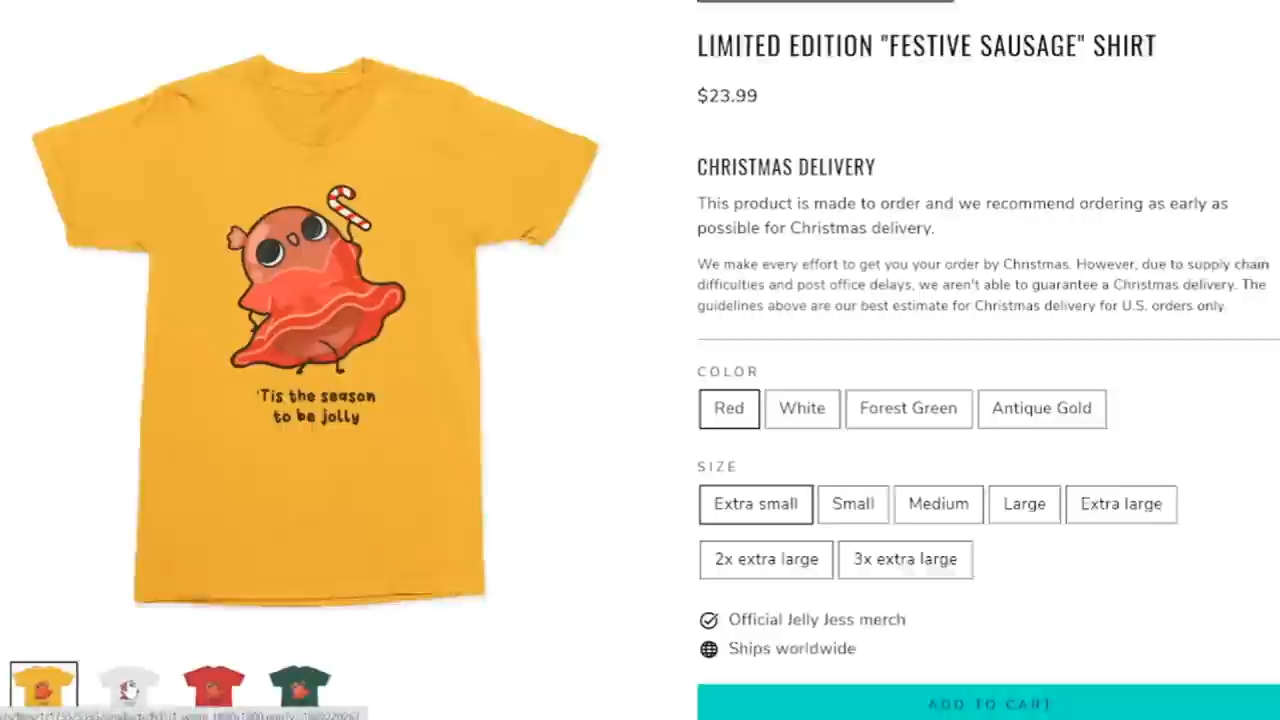 'Tis the season
to be jolly
LIMITED EDITION "FESTIVE SAUSAGE" SHIRT
$23.99
CHRISTMAS DELIVERY
This product is made to order and we recommend ordering as early as
possible for Christmas delivery.
We make every effort to get you your order by Christmas. However, due to supply chain
difficulties and post office delays, we aren't able to guarantee a Christmas delivery. The
guidelines above are our best estimate for Christmas delivery for U.S. orders only.
COLOR
Red White Forest Green Antique Gold
SIZE
Extra small Small Medium Large Extra large
2x extra large 3x extra large
Official Jelly Jess merch
Ships worldwide
ADD TO CART